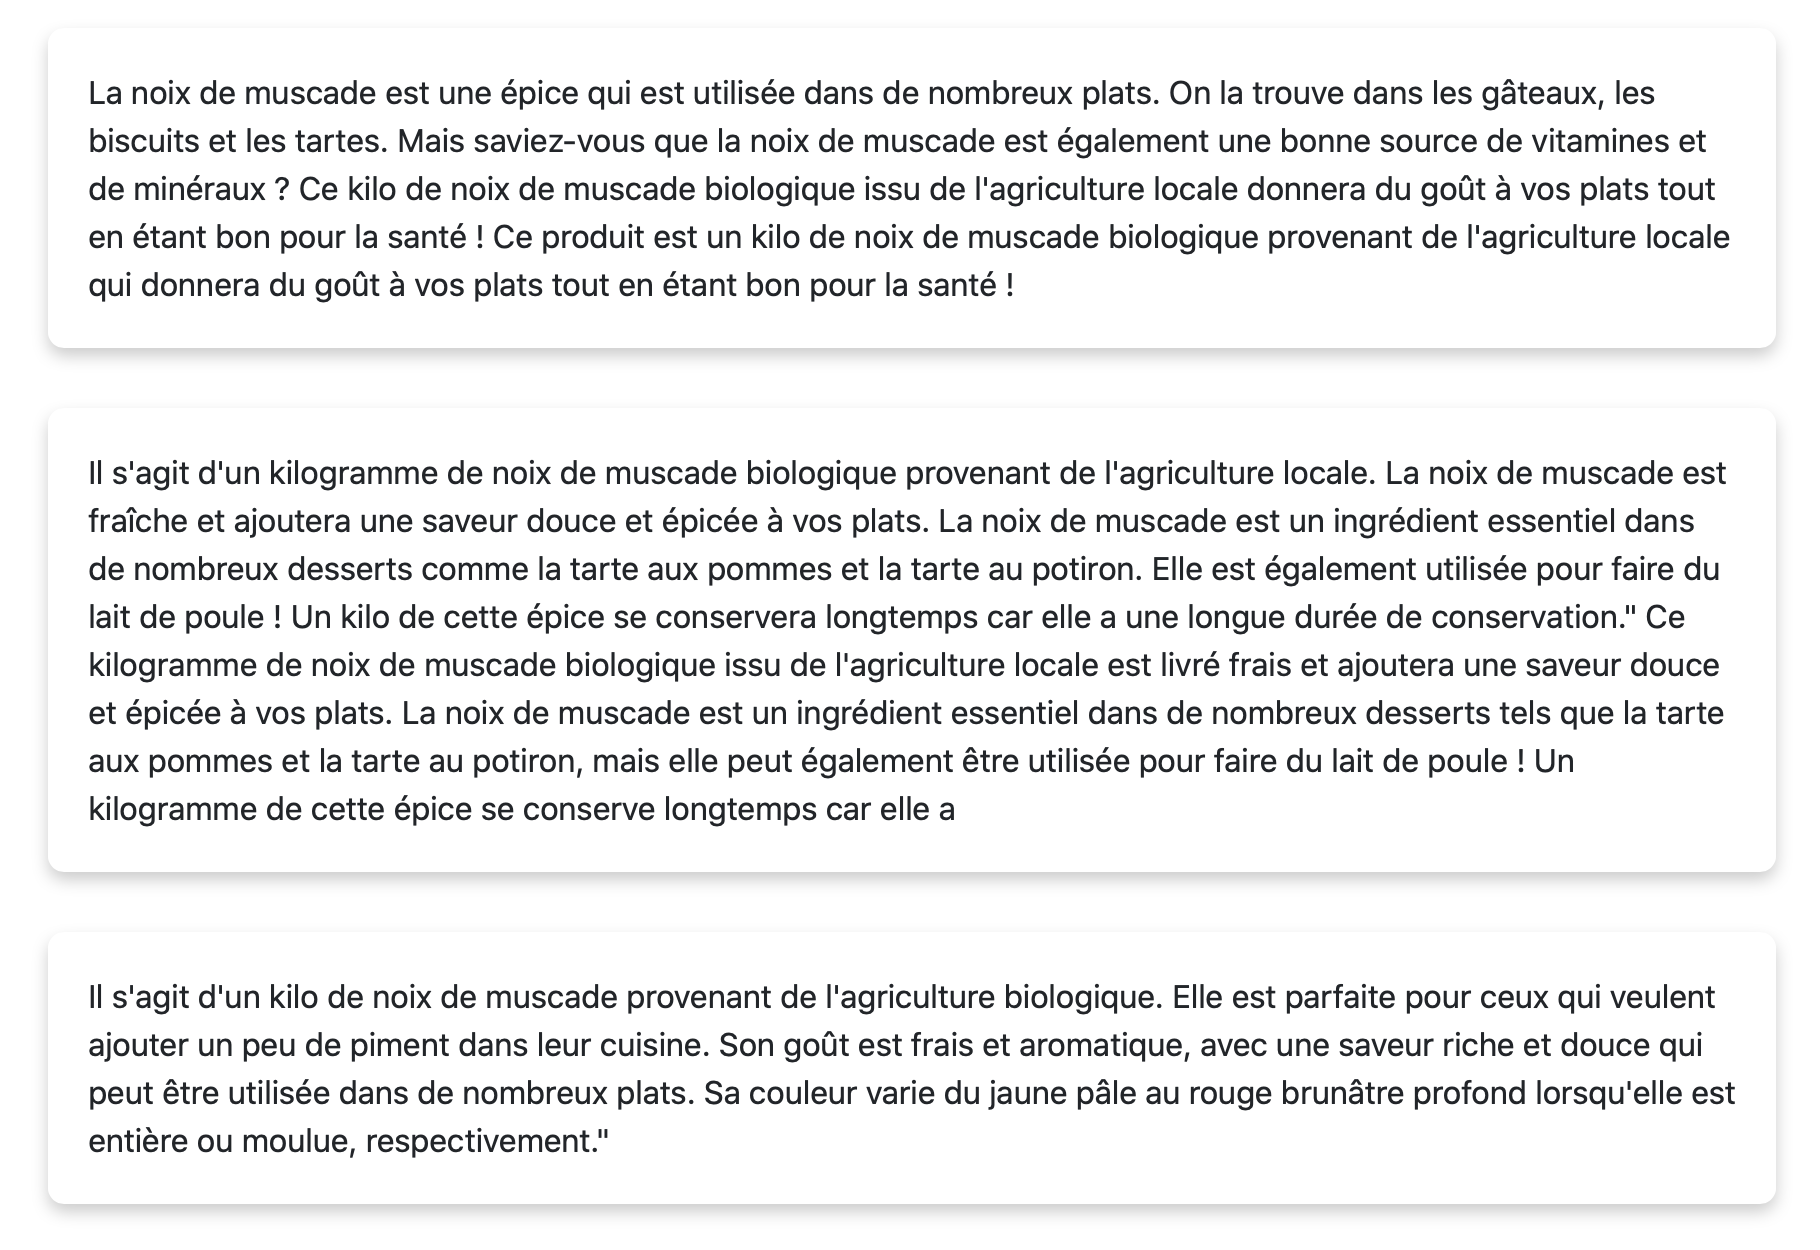 La noix de muscade est une épice qui est utilisée dans de nombreux plats. On la trouve dans les gâteaux, les
biscuits et les tartes. Mais saviez-vous que la noix de muscade est également une bonne source de vitamines et
de minéraux ? Ce kilo de noix de muscade biologique issu de l'agriculture locale donnera du goût à vos plats tout
en étant bon pour la santé ! Ce produit est un kilo de noix de muscade biologique provenant de l'agriculture locale
qui donnera du goût à vos plats tout en étant bon pour la santé !
Il s'agit d'un kilogramme de noix de muscade biologique provenant de l'agriculture locale. La noix de muscade est
fraîche et ajoutera une saveur douce et épicée à vos plats. La noix de muscade est un ingrédient essentiel dans
de nombreux desserts comme la tarte aux pommes et la tarte au potiron. Elle est également utilisée pour faire du
lait de poule ! Un kilo de cette épice se conservera longtemps car elle a une longue durée de conservation." Ce
kilogramme de noix de muscade biologique issu de l'agriculture locale est livré frais et ajoutera une saveur douce
et épicée à vos plats. La noix de muscade est un ingrédient essentiel dans de nombreux desserts tels que la tarte
aux pommes et la tarte au potiron, mais elle peut également être utilisée pour faire du lait de poule ! Un
kilogramme de cette épice se conserve longtemps car elle a
Il s'agit d'un kilo de noix de muscade provenant de l'agriculture biologique. Elle est parfaite pour ceux qui veulent
ajouter un peu de piment dans leur cuisine. Son goût est frais et aromatique, avec une saveur riche et douce qui
peut être utilisée dans de nombreux plats. Sa couleur varie du jaune pâle au rouge brunâtre profond lorsqu'elle est
entière ou moulue, respectivement."